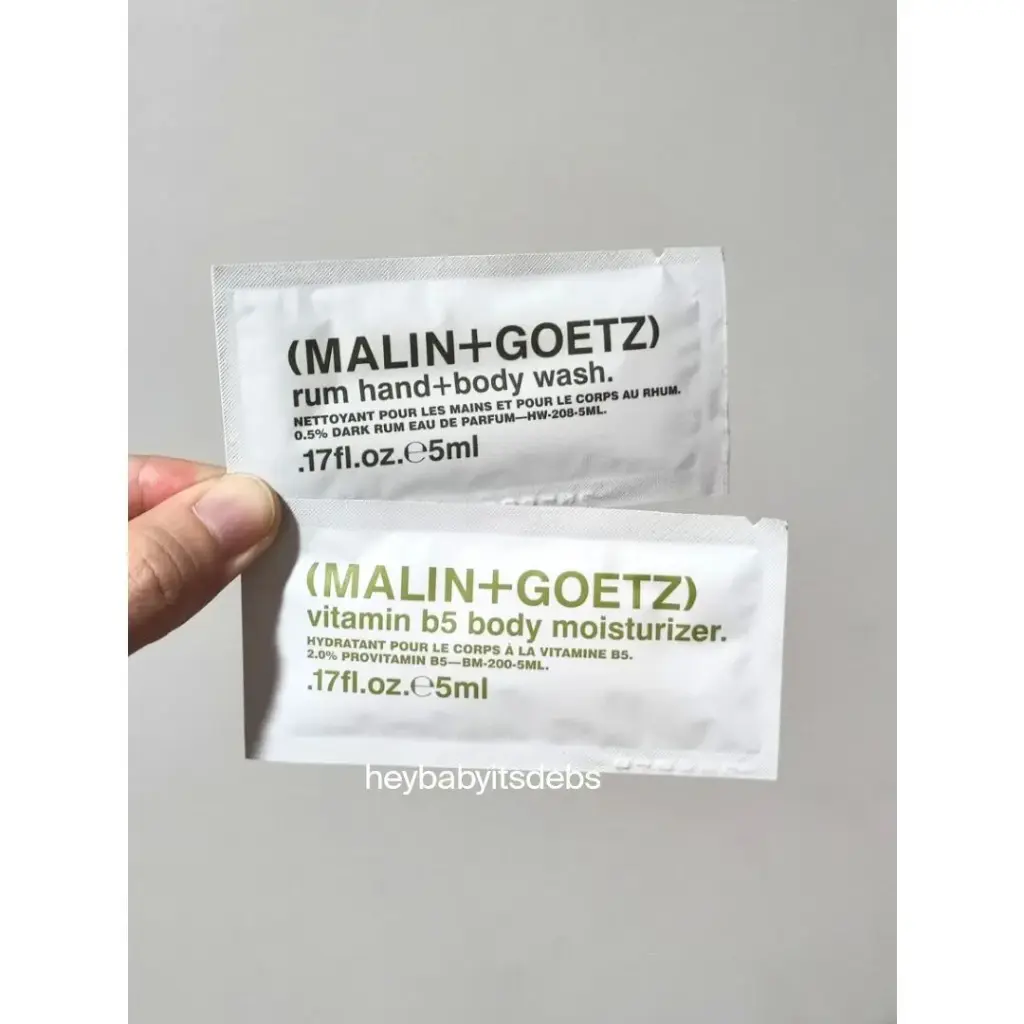 (MALIN+GOETZ)
rum hand+body wash.
NETTOYANT POUR LES MAINS ET POUR LE CORPS AU RHUM.
0.5% DARK RUM EAU DE PARFUM—HW-208-5ML.
.17fl.oz.℮5ml
(MALIN+GOETZ)
vitamin b5 body moisturizer.
HYDRATANT POUR LE CORPS À LA VITAMINE B5.
2.0% PROVITAMIN B5—BM-200-5ML.
.17fl.oz.℮5ml
heybabyitsdebs